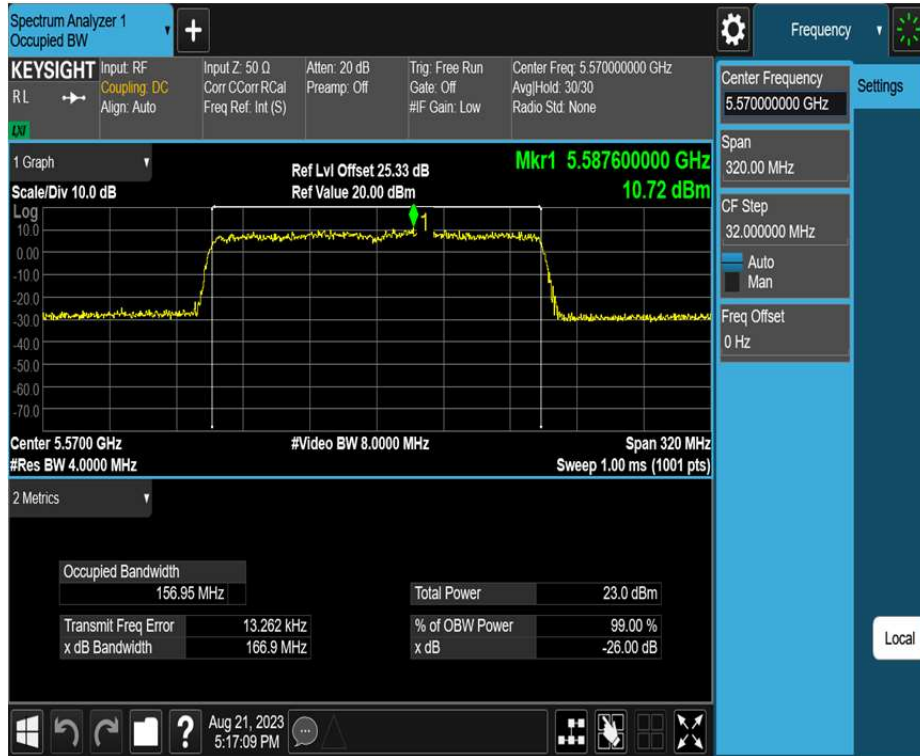 Spectrum Analyzer 1
Occupied BW
+
Frequency
KEYSIGHT
R L
LXI
Input: RF
Coupling: DC
Align: Auto
Input Z: 50 Ω
Corr CCorr RCal
Freq Ref: Int (S)
Atten: 20 dB
Preamp: Off
Trig: Free Run
Gate: Off
#IF Gain: Low
Center Freq: 5.570000000 GHz
Avg|Hold: 30/30
Radio Std: None
Center Frequency
5.570000000 GHz
Settings
Span
320.00 MHz
CF Step
32.000000 MHz
Auto
Man
Freq Offset
0 Hz
1 Graph
Scale/Div 10.0 dB
Ref Lvl Offset 25.33 dB
Ref Value 20.00 dBm
Mkr1 5.587600000 GHz
10.72 dBm
Log
10.0
0.00
-10.0
-20.0
-30.0
-40.0
-50.0
-60.0
-70.0
1
Center 5.5700 GHz
#Video BW 8.0000 MHz
Span 320 MHz
#Res BW 4.0000 MHz
Sweep 1.00 ms (1001 pts)
2 Metrics
Occupied Bandwidth
156.95 MHz
Total Power 23.0 dBm
Transmit Freq Error 13.262 kHz
% of OBW Power 99.00 %
x dB Bandwidth 166.9 MHz
x dB -26.00 dB
Local
?
Aug 21, 2023
5:17:09 PM